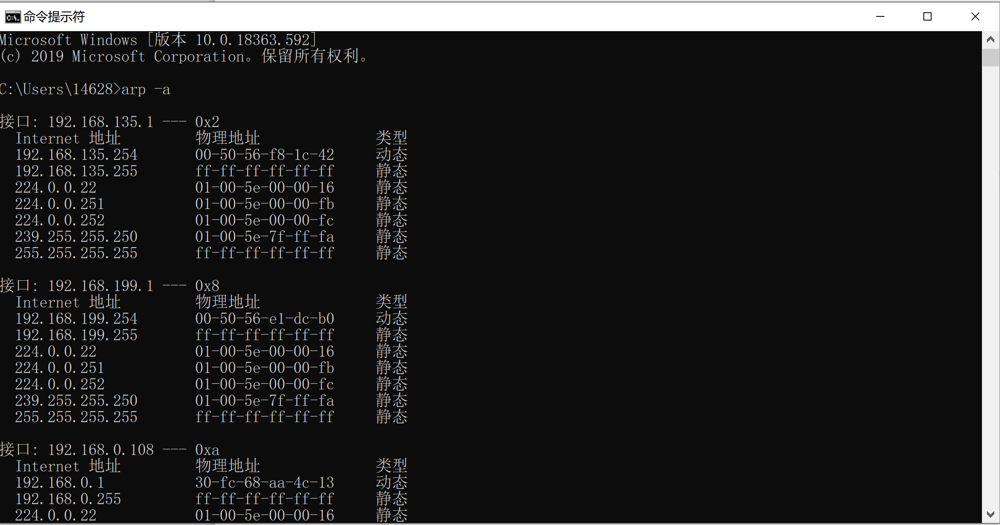 命令提示符
Microsoft Windows [版本 10.0.18363.592]
(c) 2019 Microsoft Corporation。保留所有权利。
C:\Users\14628>arp -a
接口: 192.168.135.1 --- 0x2
Internet 地址 物理地址 类型
192.168.135.254 00-50-56-f8-1c-42 动态
192.168.135.255 ff-ff-ff-ff-ff-ff 静态
224.0.0.22 01-00-5e-00-00-16 静态
224.0.0.251 01-00-5e-00-00-fb 静态
224.0.0.252 01-00-5e-00-00-fc 静态
239.255.255.250 01-00-5e-7f-ff-fa 静态
255.255.255.255 ff-ff-ff-ff-ff-ff 静态
接口: 192.168.199.1 --- 0x8
Internet 地址 物理地址 类型
192.168.199.254 00-50-56-e1-dc-b0 动态
192.168.199.255 ff-ff-ff-ff-ff-ff 静态
224.0.0.22 01-00-5e-00-00-16 静态
224.0.0.251 01-00-5e-00-00-fb 静态
224.0.0.252 01-00-5e-00-00-fc 静态
239.255.255.250 01-00-5e-7f-ff-fa 静态
255.255.255.255 ff-ff-ff-ff-ff-ff 静态
接口: 192.168.0.108 --- 0xa
Internet 地址 物理地址 类型
192.168.0.1 30-fc-68-aa-4c-13 动态
192.168.0.255 ff-ff-ff-ff-ff-ff 静态
224.0.0.22 01-00-5e-00-00-16 静态